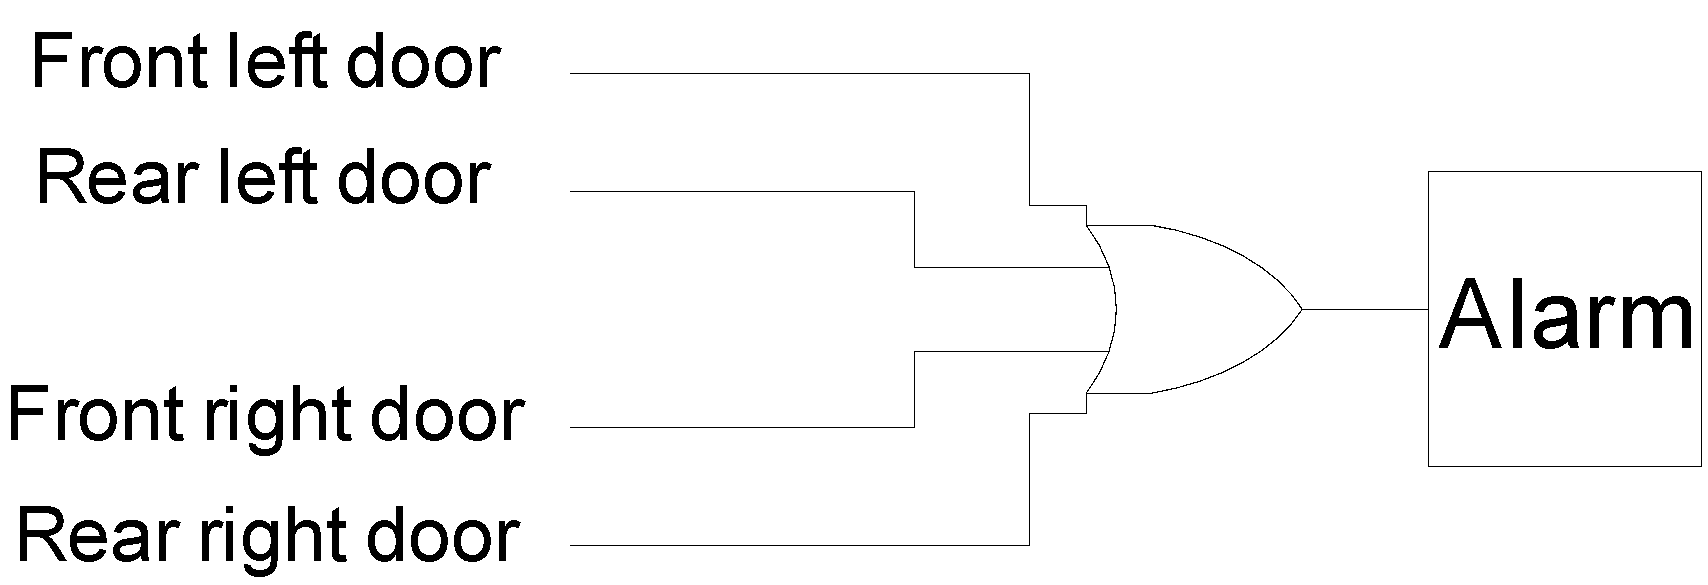 Front left door
Rear left door
Alarm
Front right door
Rear right door